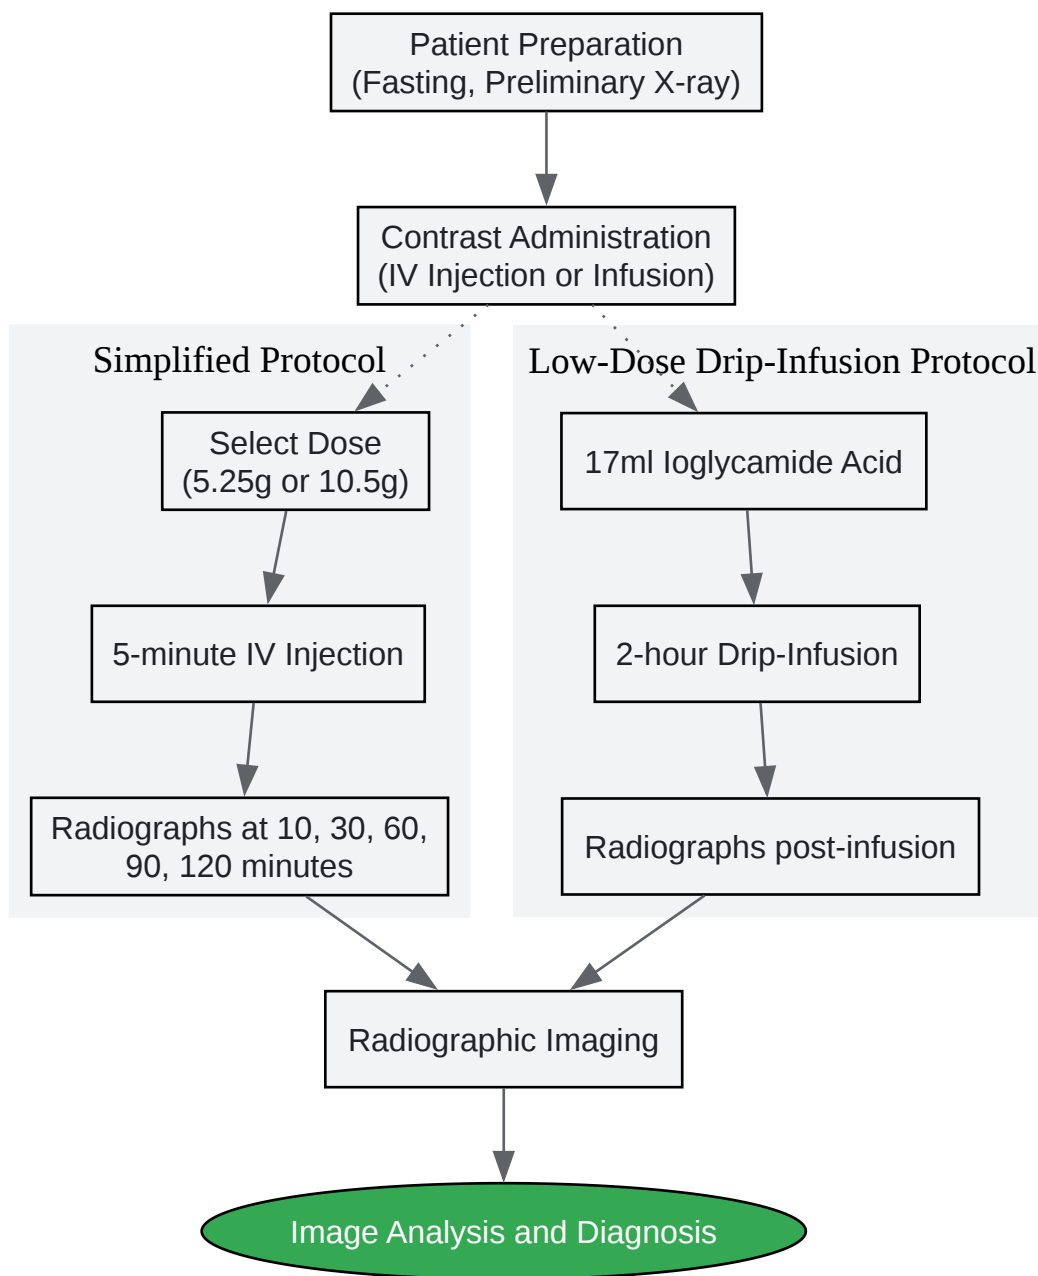 Patient Preparation
(Fasting, Preliminary X-ray)
Contrast Administration
(IV Injection or Infusion)
Simplified Protocol
Select Dose
(5.25g or 10.5g)
5-minute IV Injection
Radiographs at 10, 30, 60,
90, 120 minutes
Low-Dose Drip-Infusion Protocol
17ml Ioglycamide Acid
2-hour Drip-Infusion
Radiographs post-infusion
Radiographic Imaging
Image Analysis and Diagnosis